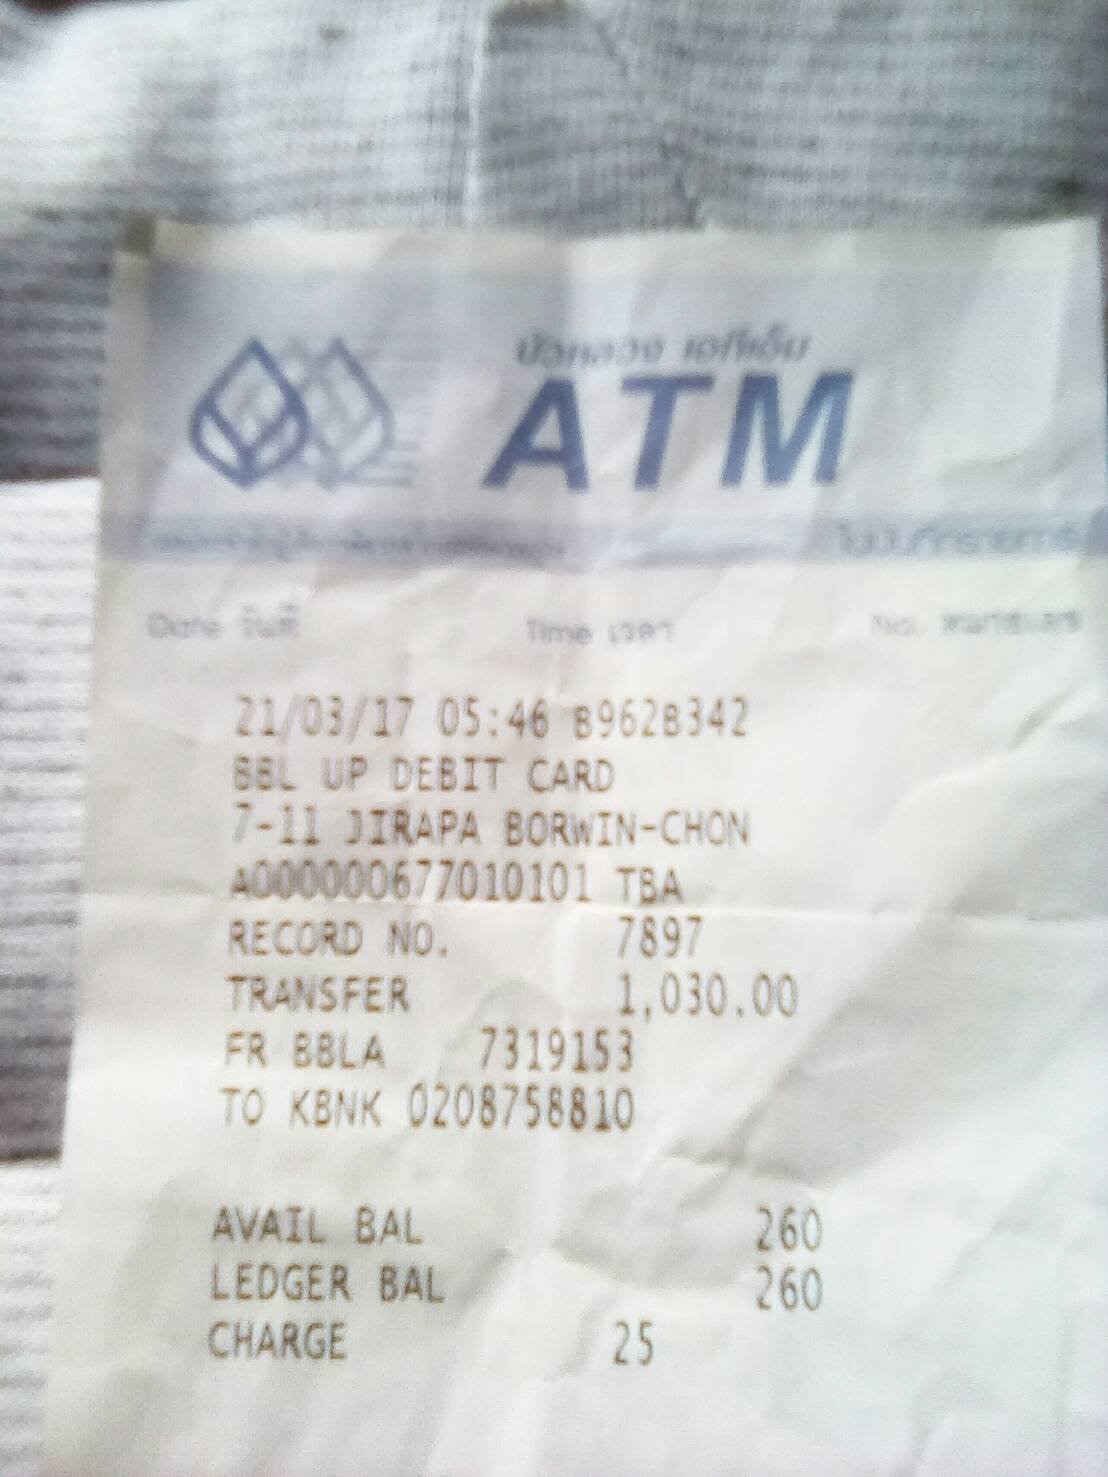 บัวหลวง เอทีเอ็ม
ATM
ใบบันทึกรายการ
Date วันที่ Time เวลา No. หมายเลข
21/03/17 05:46 B962B342
BBL UP DEBIT CARD
7-11 JIRAPA BORWIN-CHON
A0000000677010101 TBA
RECORD NO. 7897
TRANSFER 1,030.00
FR BBLA 7319153
TO KBNK 0208758810
AVAIL BAL 260
LEDGER BAL 260
CHARGE 25